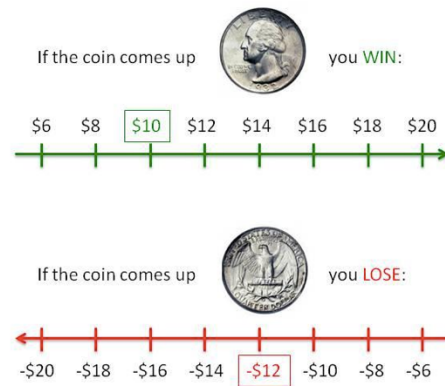 If the coin comes up you WIN:
$6 $8 $10 $12 $14 $16 $18 $20
If the coin comes up you LOSE:
-$20 -$18 -$16 -$14 -$12 -$10 -$8 -$6